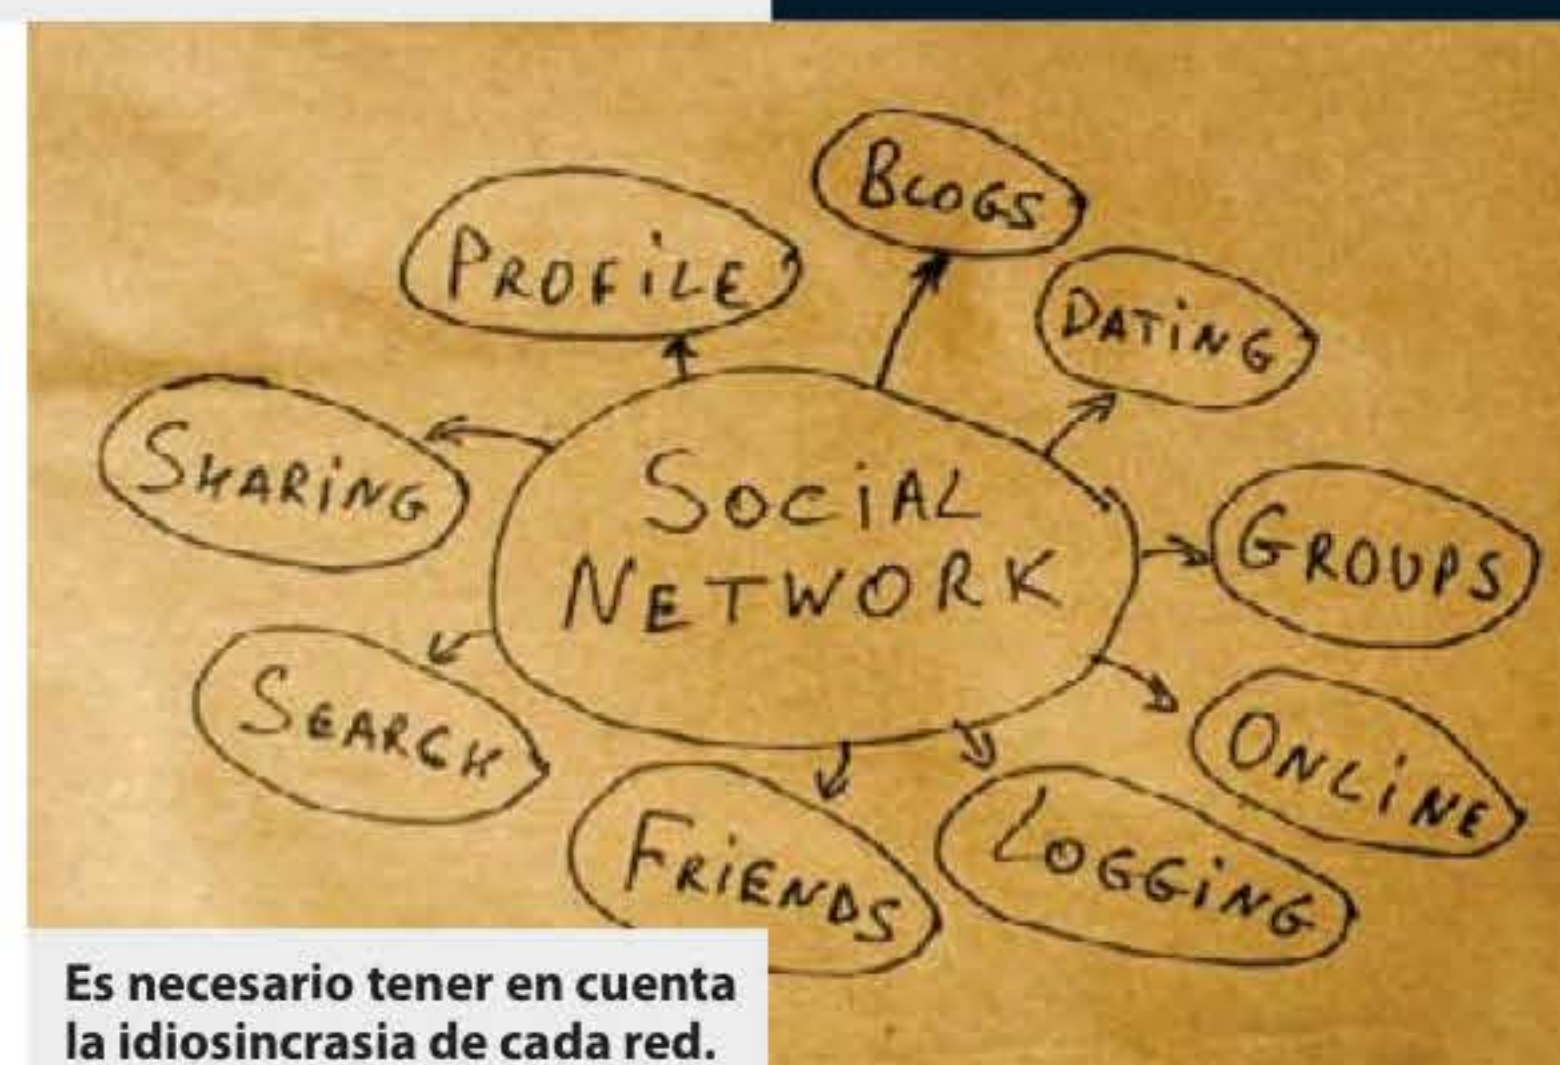 BLOGS
PROFiLE
DATiNG
SHARiNG
SOCiAL
NETWORK
GROUPS
SEARCH
ONLiNE
FRiENDS
LOGGiNG
Es necesario tener en cuenta
la idiosincrasia de cada red.